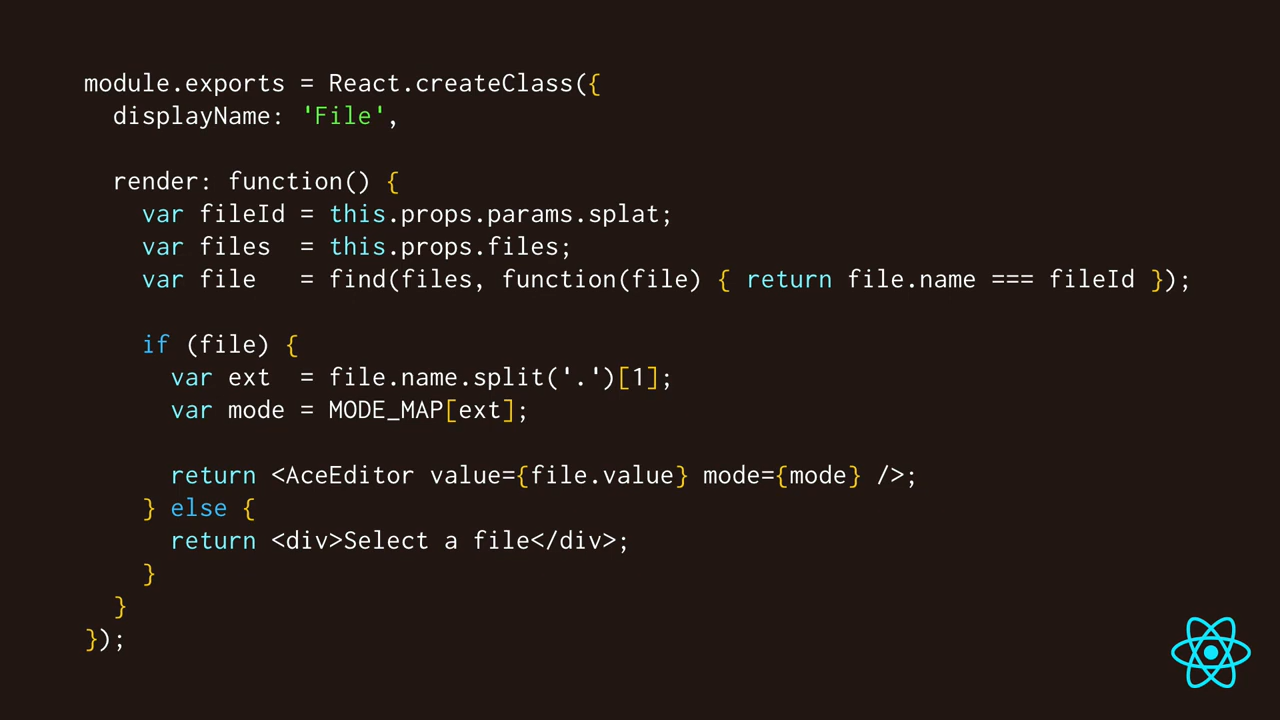 module.exports = React.createClass({
  displayName: 'File',

  render: function() {
    var fileId = this.props.params.splat;
    var files  = this.props.files;
    var file   = find(files, function(file) { return file.name === fileId });

    if (file) {
      var ext  = file.name.split('.')[1];
      var mode = MODE_MAP[ext];

      return <AceEditor value={file.value} mode={mode} />;
    } else {
      return <div>Select a file</div>;
    }
  }
});